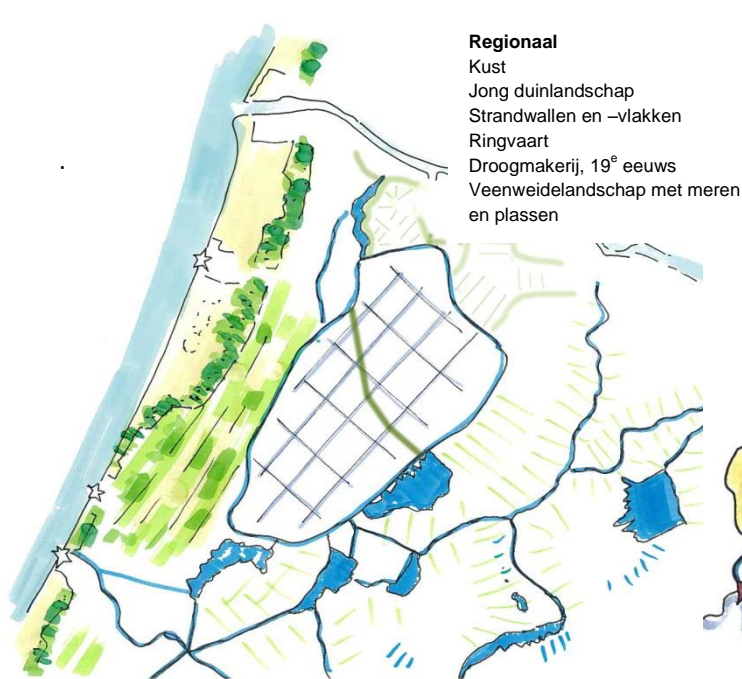 Regionaal
Kust
Jong duinlandschap
Strandwallen en –vlakken
Ringvaart
Droogmakerij, 19e eeuws
Veenweidelandschap met meren
en plassen